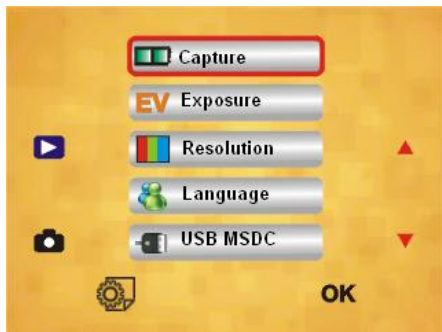 Capture
EV Exposure
Resolution
Language
USB MSDC
OK